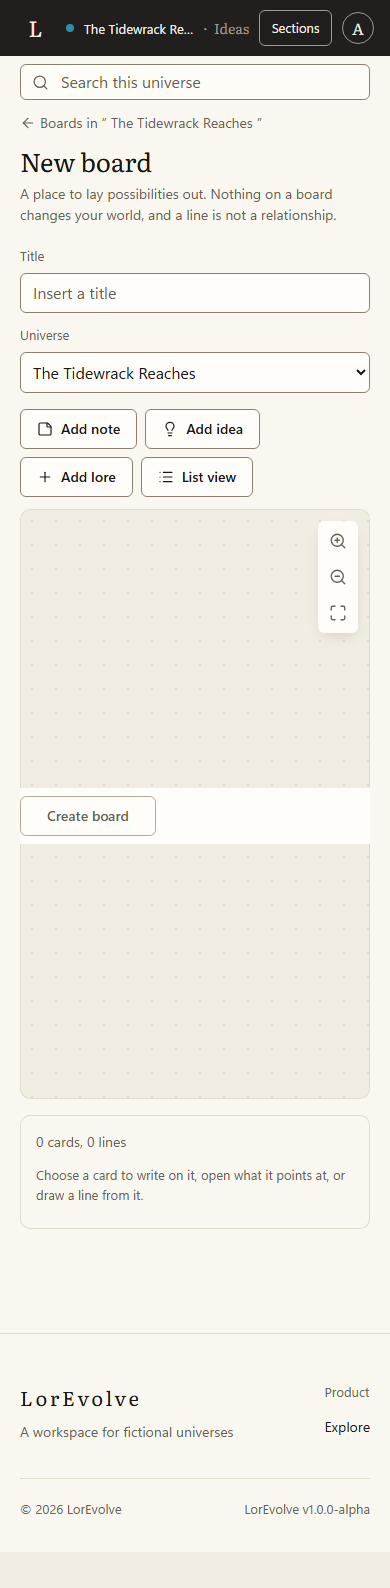 L
The Tidewrack Re... · Ideas
Sections
A
Search this universe
← Boards in “ The Tidewrack Reaches ”
New board
A place to lay possibilities out. Nothing on a board
changes your world, and a line is not a relationship.
Title
Insert a title
Universe
The Tidewrack Reaches
Add note
Add idea
Add lore
List view
Create board
0 cards, 0 lines
Choose a card to write on it, open what it points at, or
draw a line from it.
LorEvolve
A workspace for fictional universes
Product
Explore
© 2026 LorEvolve
LorEvolve v1.0.0-alpha